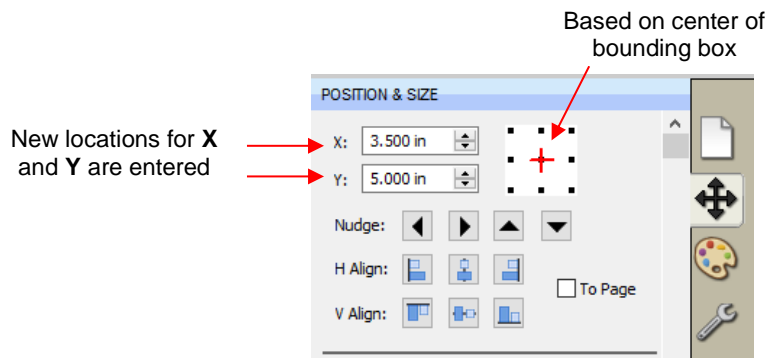 Based on center of
bounding box
POSITION & SIZE
New locations for X
and Y are entered
X: 3.500 in
Y: 5.000 in
Nudge:
H Align:
To Page
V Align: